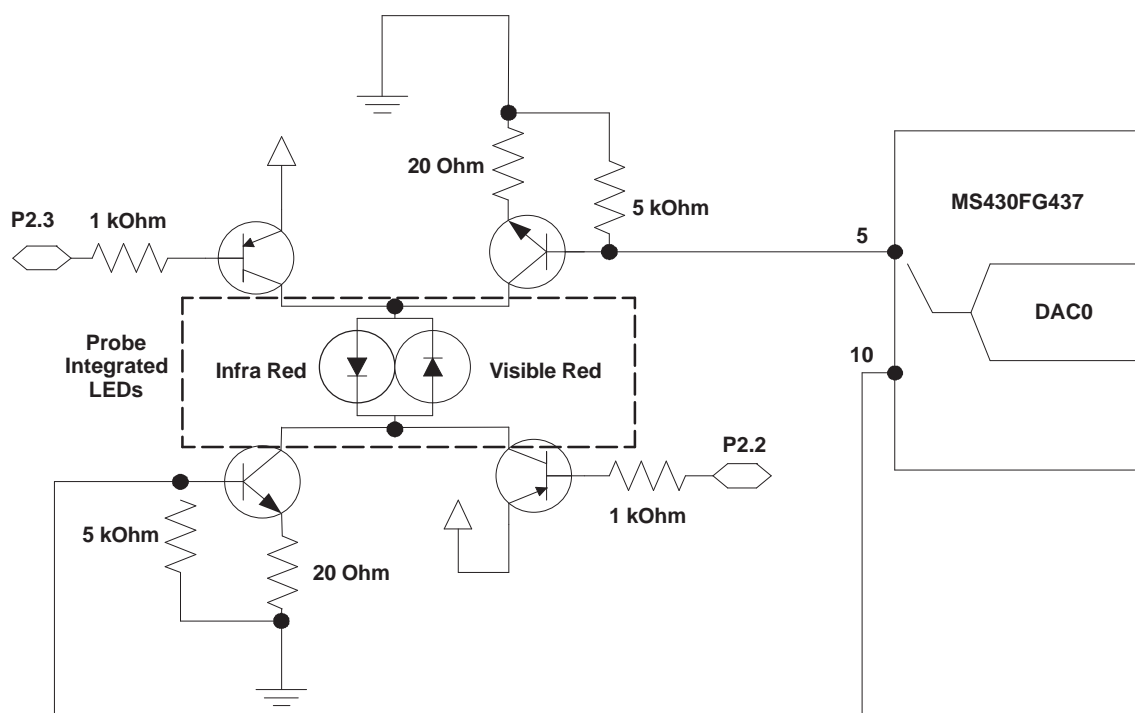 20 Ohm
5 kOhm
MS430FG437
P2.3
1 kOhm
5
DAC0
Probe
Integrated
LEDs
Infra Red
Visible Red
10
P2.2
1 kOhm
5 kOhm
20 Ohm